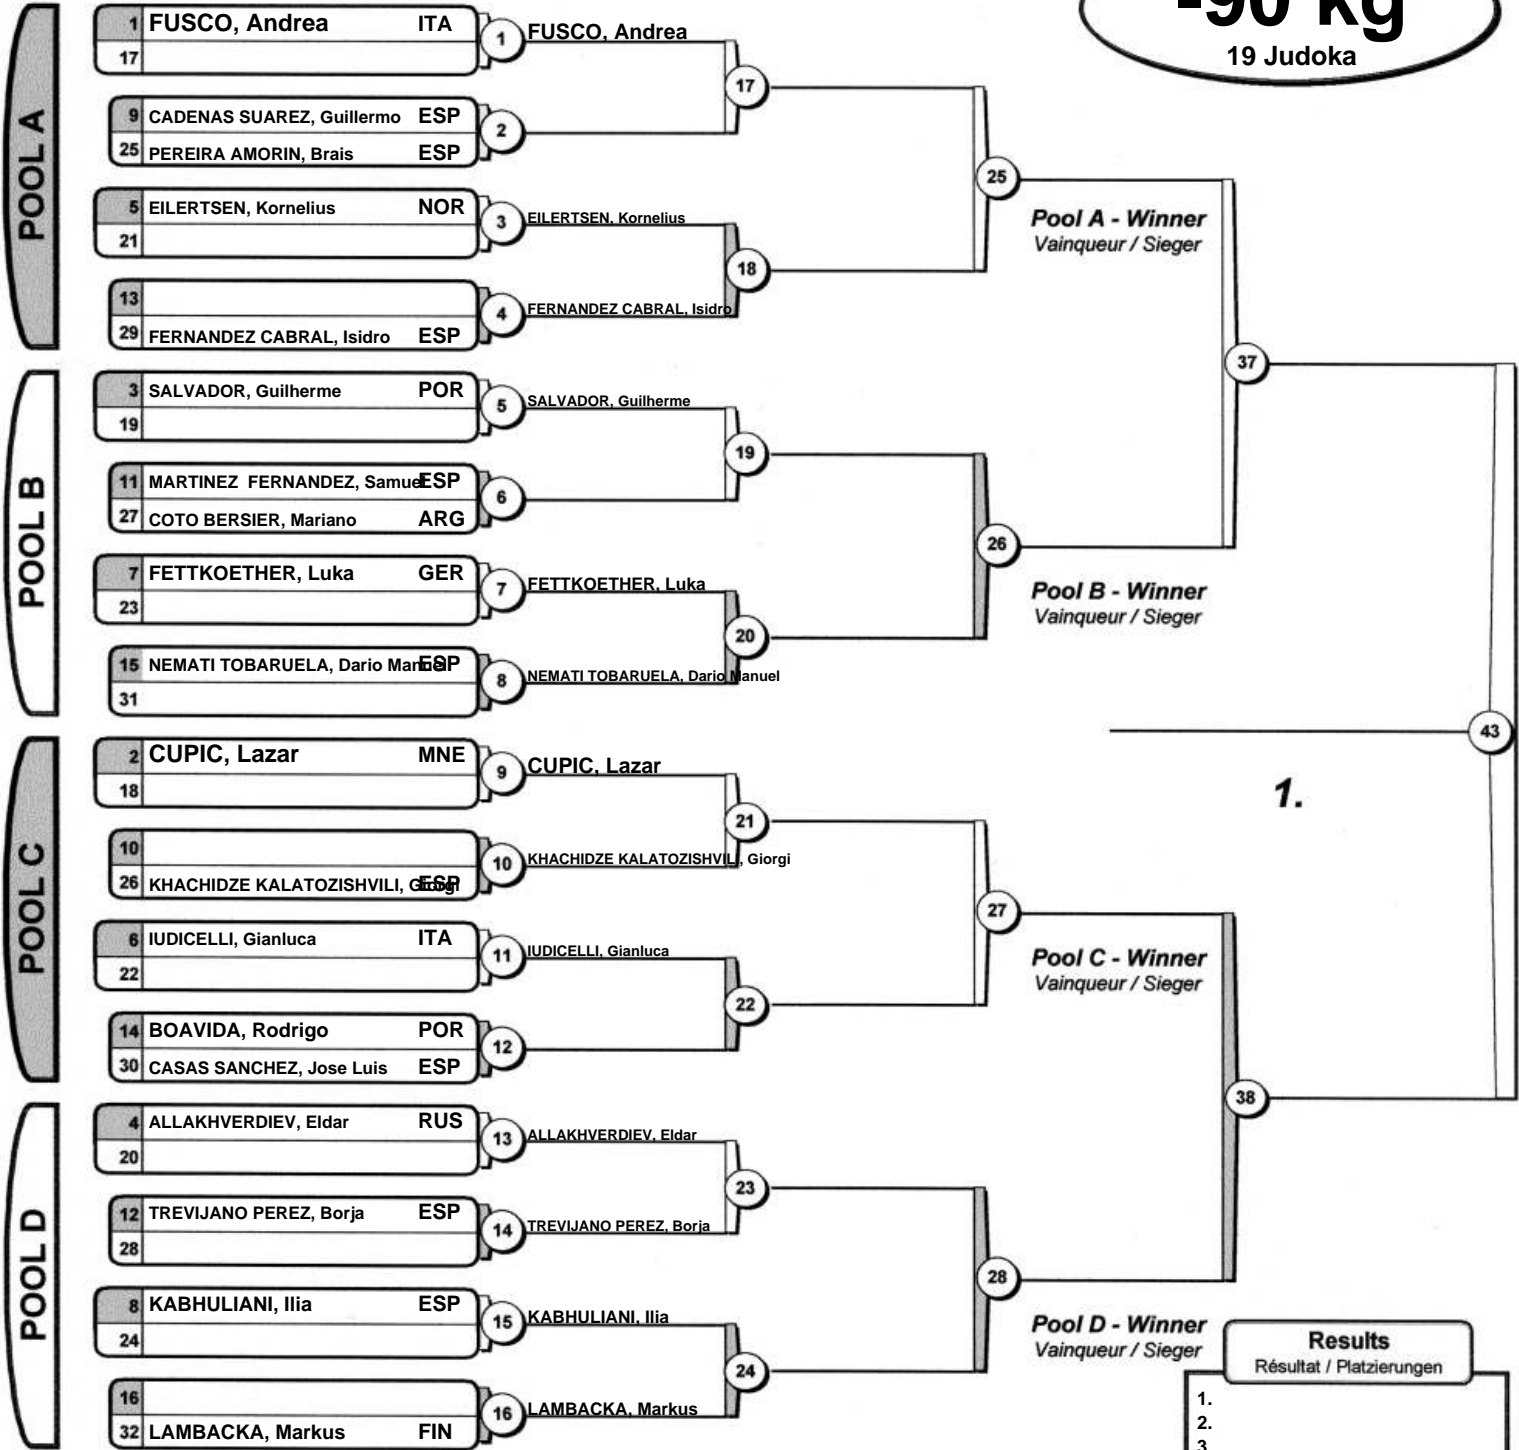 -90 kg
19 Judoka
POOL A
1 FUSCO, Andrea ITA
17
1 FUSCO, Andrea
9 CADENAS SUAREZ, Guillermo ESP
25 PEREIRA AMORIN, Brais ESP
2
17
5 EILERTSEN, Kornelius NOR
21
3 EILERTSEN, Kornelius
13
29 FERNANDEZ CABRAL, Isidro ESP
4 FERNANDEZ CABRAL, Isidro
18
25
Pool A - Winner
Vainqueur / Sieger
POOL B
3 SALVADOR, Guilherme POR
19
5 SALVADOR, Guilherme
11 MARTINEZ FERNANDEZ, Samuel ESP
27 COTO BERSIER, Mariano ARG
6
19
7 FETTKOETHER, Luka GER
23
7 FETTKOETHER, Luka
15 NEMATI TOBARUELA, Dario Manuel ESP
31
8 NEMATI TOBARUELA, Dario Manuel
20
26
Pool B - Winner
Vainqueur / Sieger
37
POOL C
2 CUPIC, Lazar MNE
18
9 CUPIC, Lazar
10
26 KHACHIDZE KALATOZISHVILI, Giorgi ESP
10 KHACHIDZE KALATOZISHVILI, Giorgi
21
6 IUDICELLI, Gianluca ITA
22
11 IUDICELLI, Gianluca
14 BOAVIDA, Rodrigo POR
30 CASAS SANCHEZ, Jose Luis ESP
12
22
27
Pool C - Winner
Vainqueur / Sieger
POOL D
4 ALLAKHVERDIEV, Eldar RUS
20
13 ALLAKHVERDIEV, Eldar
12 TREVIJANO PEREZ, Borja ESP
28
14 TREVIJANO PEREZ, Borja
23
8 KABHULIANI, Ilia ESP
24
15 KABHULIANI, Ilia
16
32 LAMBACKA, Markus FIN
16 LAMBACKA, Markus
24
28
Pool D - Winner
Vainqueur / Sieger
38
43
1.
Results
Résultat / Platzierungen
1.
2.
3.